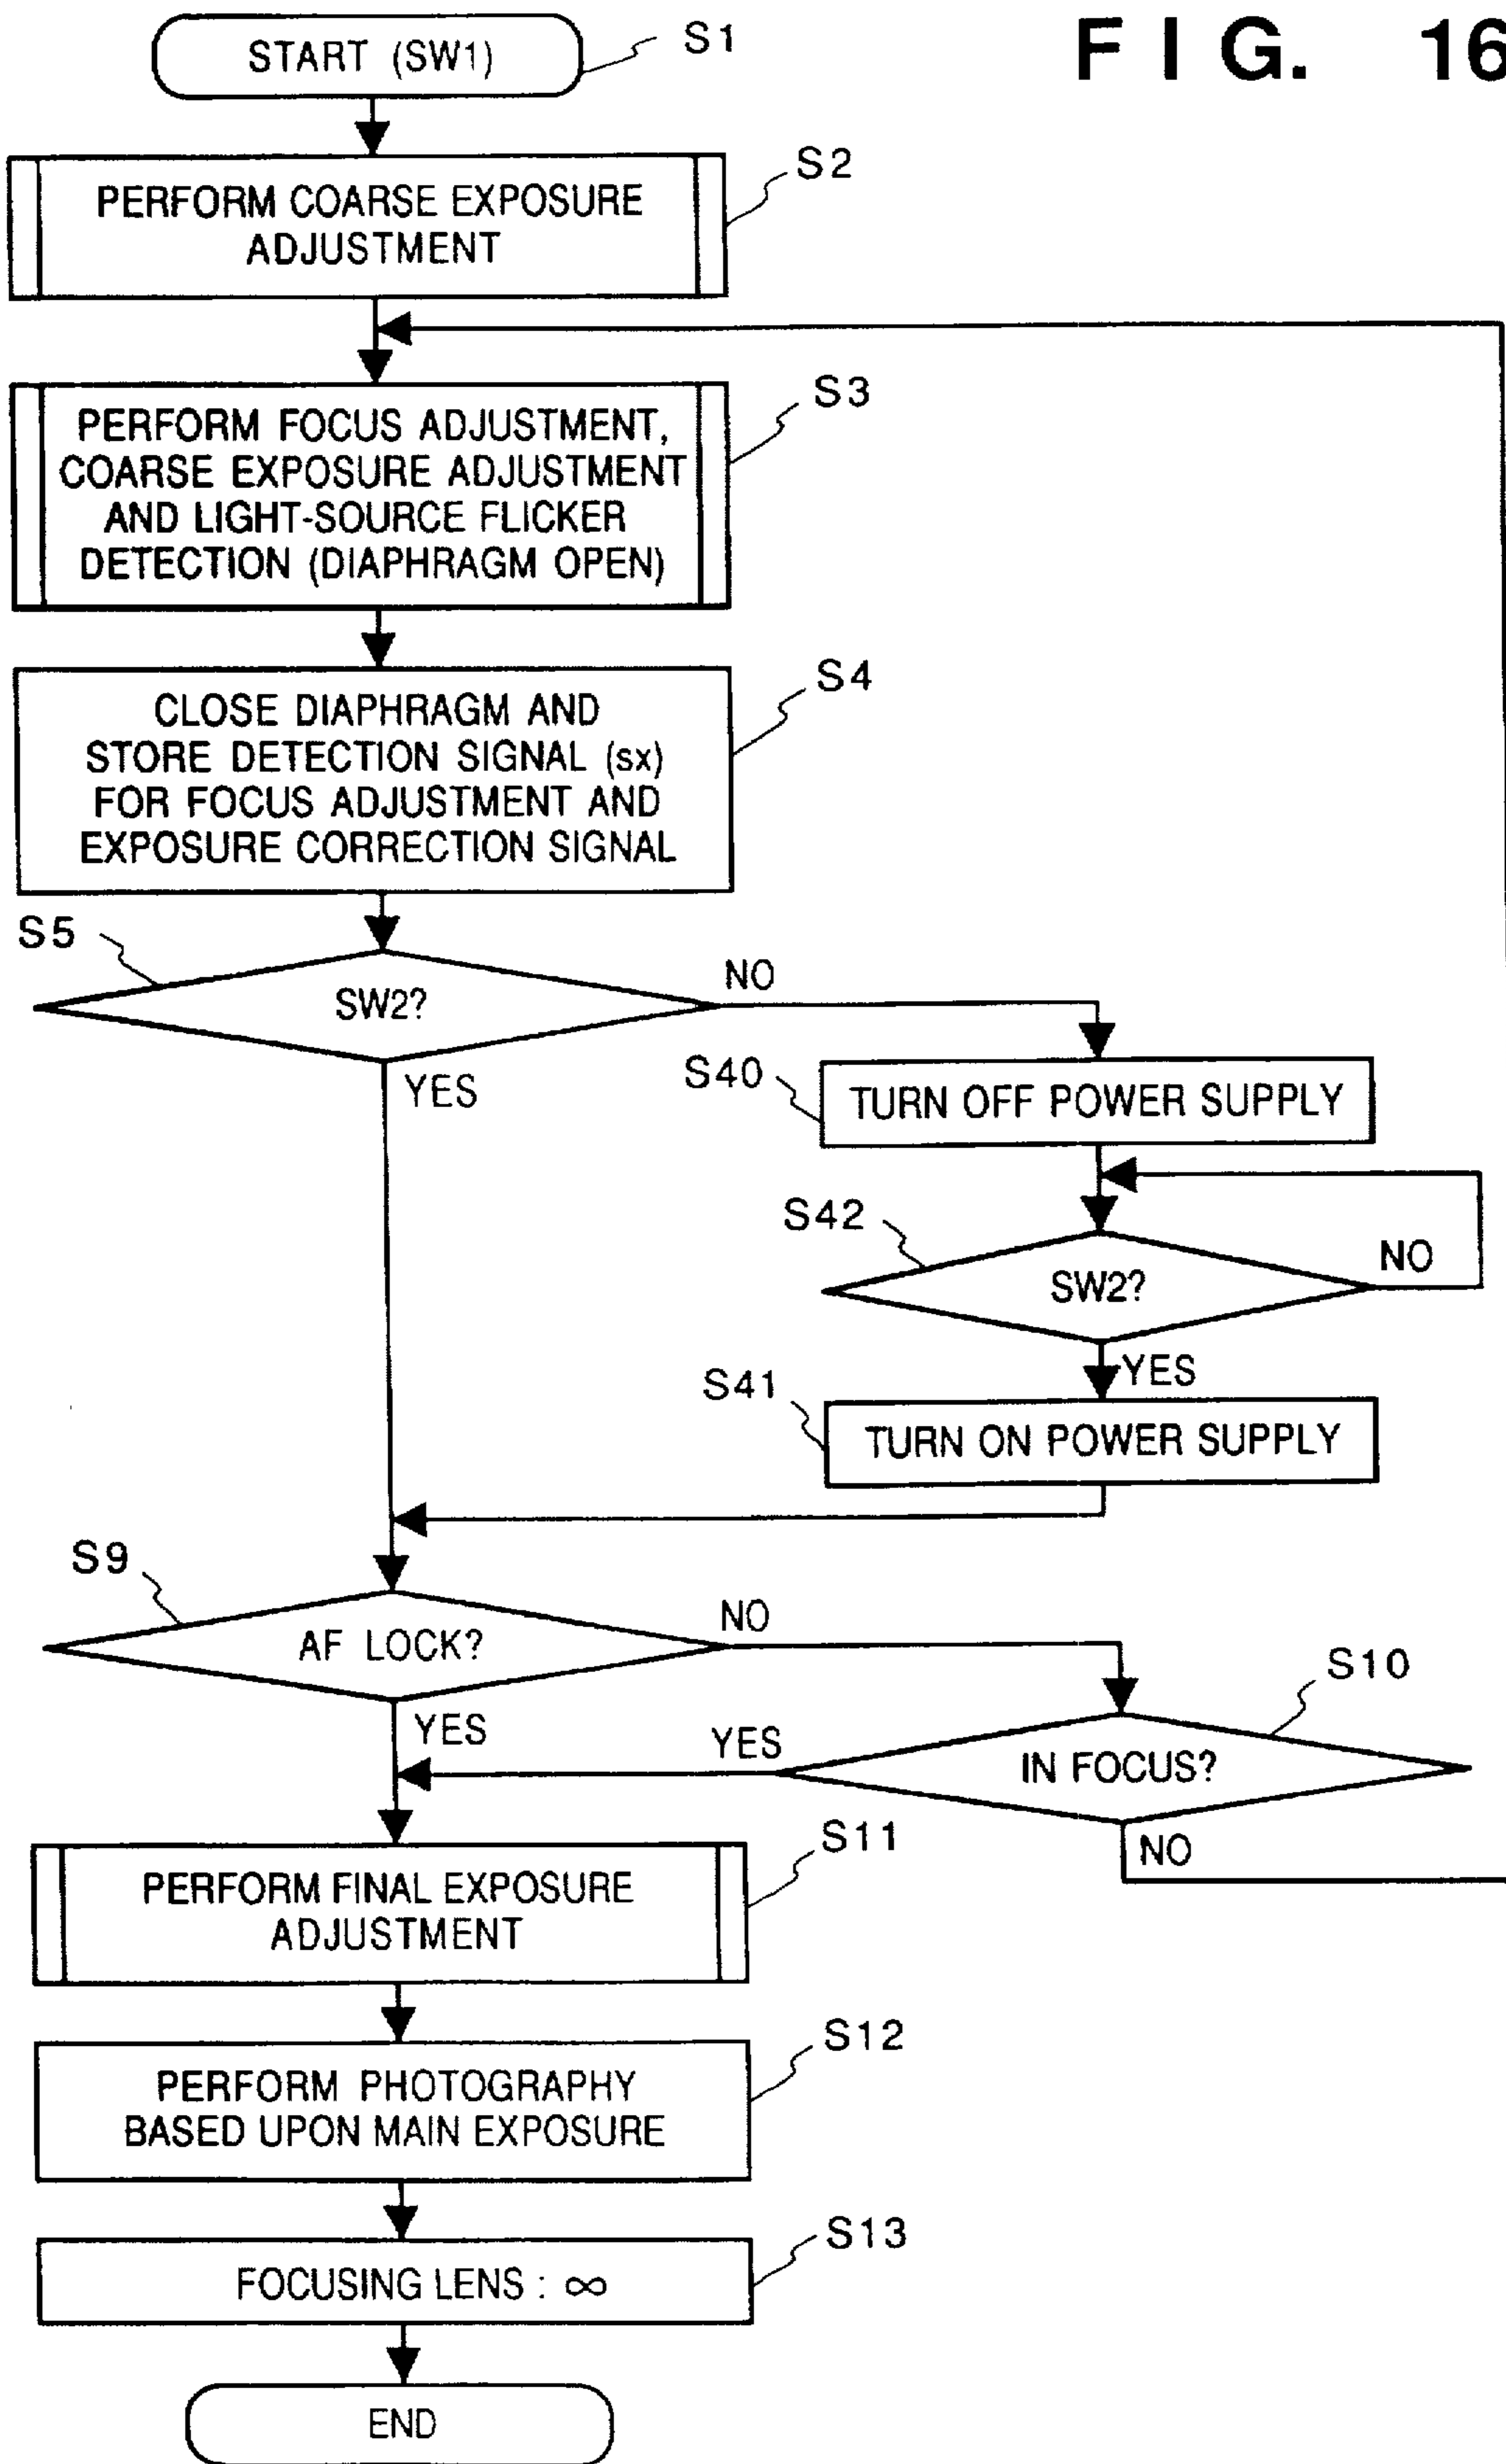 FIG. 16
START (SW1)
S1
PERFORM COARSE EXPOSURE
ADJUSTMENT
S2
PERFORM FOCUS ADJUSTMENT,
COARSE EXPOSURE ADJUSTMENT
AND LIGHT-SOURCE FLICKER
DETECTION (DIAPHRAGM OPEN)
S3
CLOSE DIAPHRAGM AND
STORE DETECTION SIGNAL (sx)
FOR FOCUS ADJUSTMENT AND
EXPOSURE CORRECTION SIGNAL
S4
S5
SW2?
NO
YES
S40
TURN OFF POWER SUPPLY
S42
SW2?
NO
YES
S41
TURN ON POWER SUPPLY
S9
AF LOCK?
NO
YES
S10
IN FOCUS?
YES
NO
PERFORM FINAL EXPOSURE
ADJUSTMENT
S11
PERFORM PHOTOGRAPHY
BASED UPON MAIN EXPOSURE
S12
FOCUSING LENS : ∞
S13
END